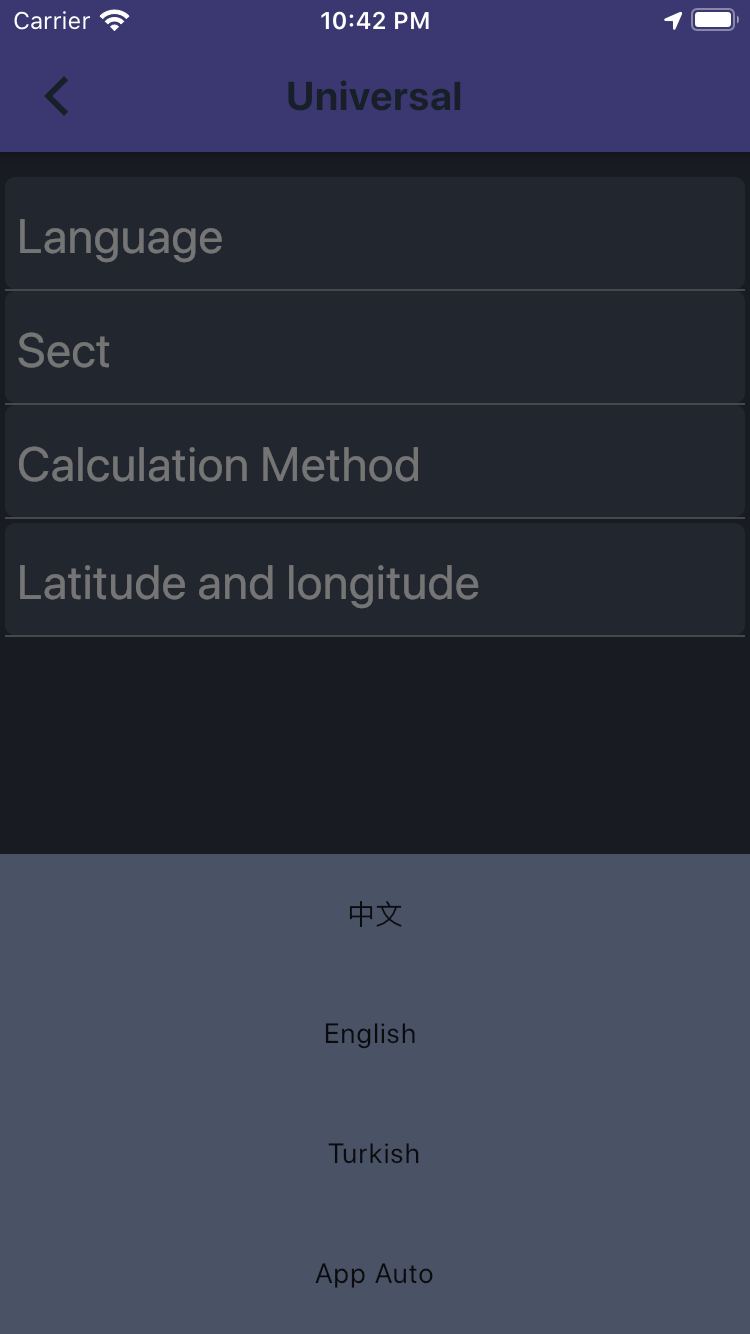 Carrier 10:42 PM
Universal
Language
Sect
Calculation Method
Latitude and longitude
中文
English
Turkish
App Auto